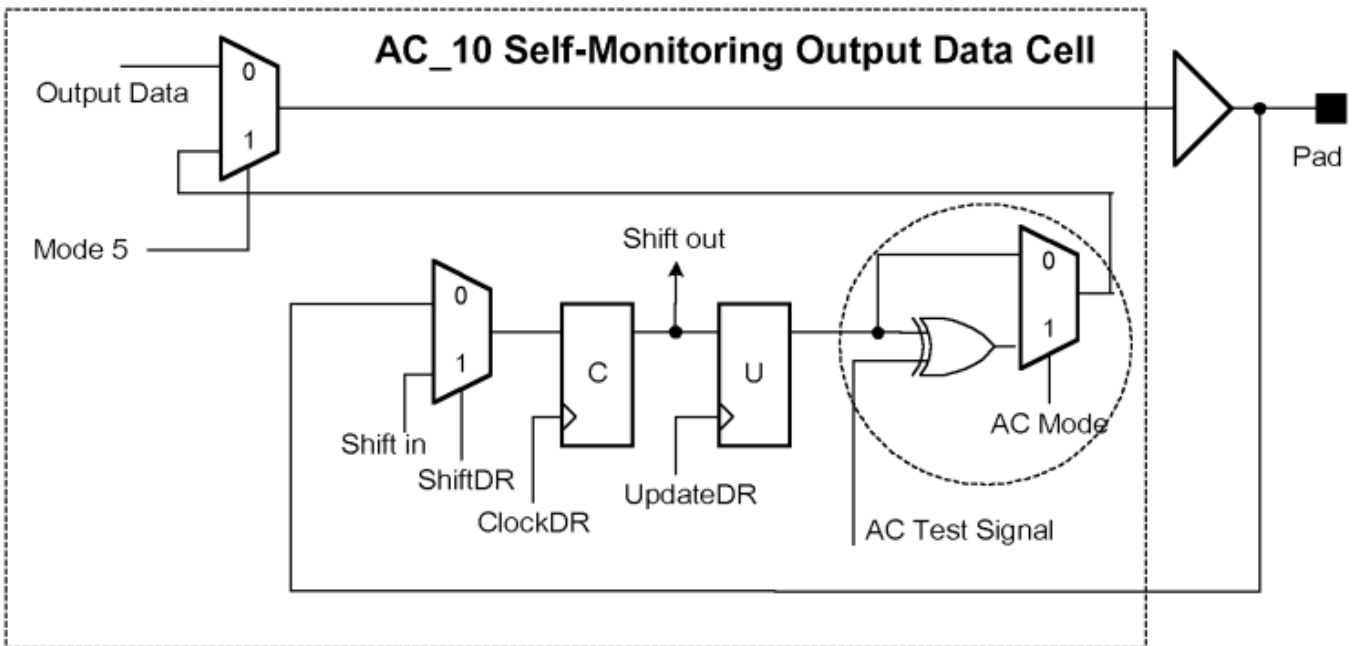 AC_10 Self-Monitoring Output Data Cell
0
Output Data
1
Pad
Mode 5
Shift out
0
0
1
C
U
1
Shift in
AC Mode
ShiftDR
UpdateDR
ClockDR
AC Test Signal